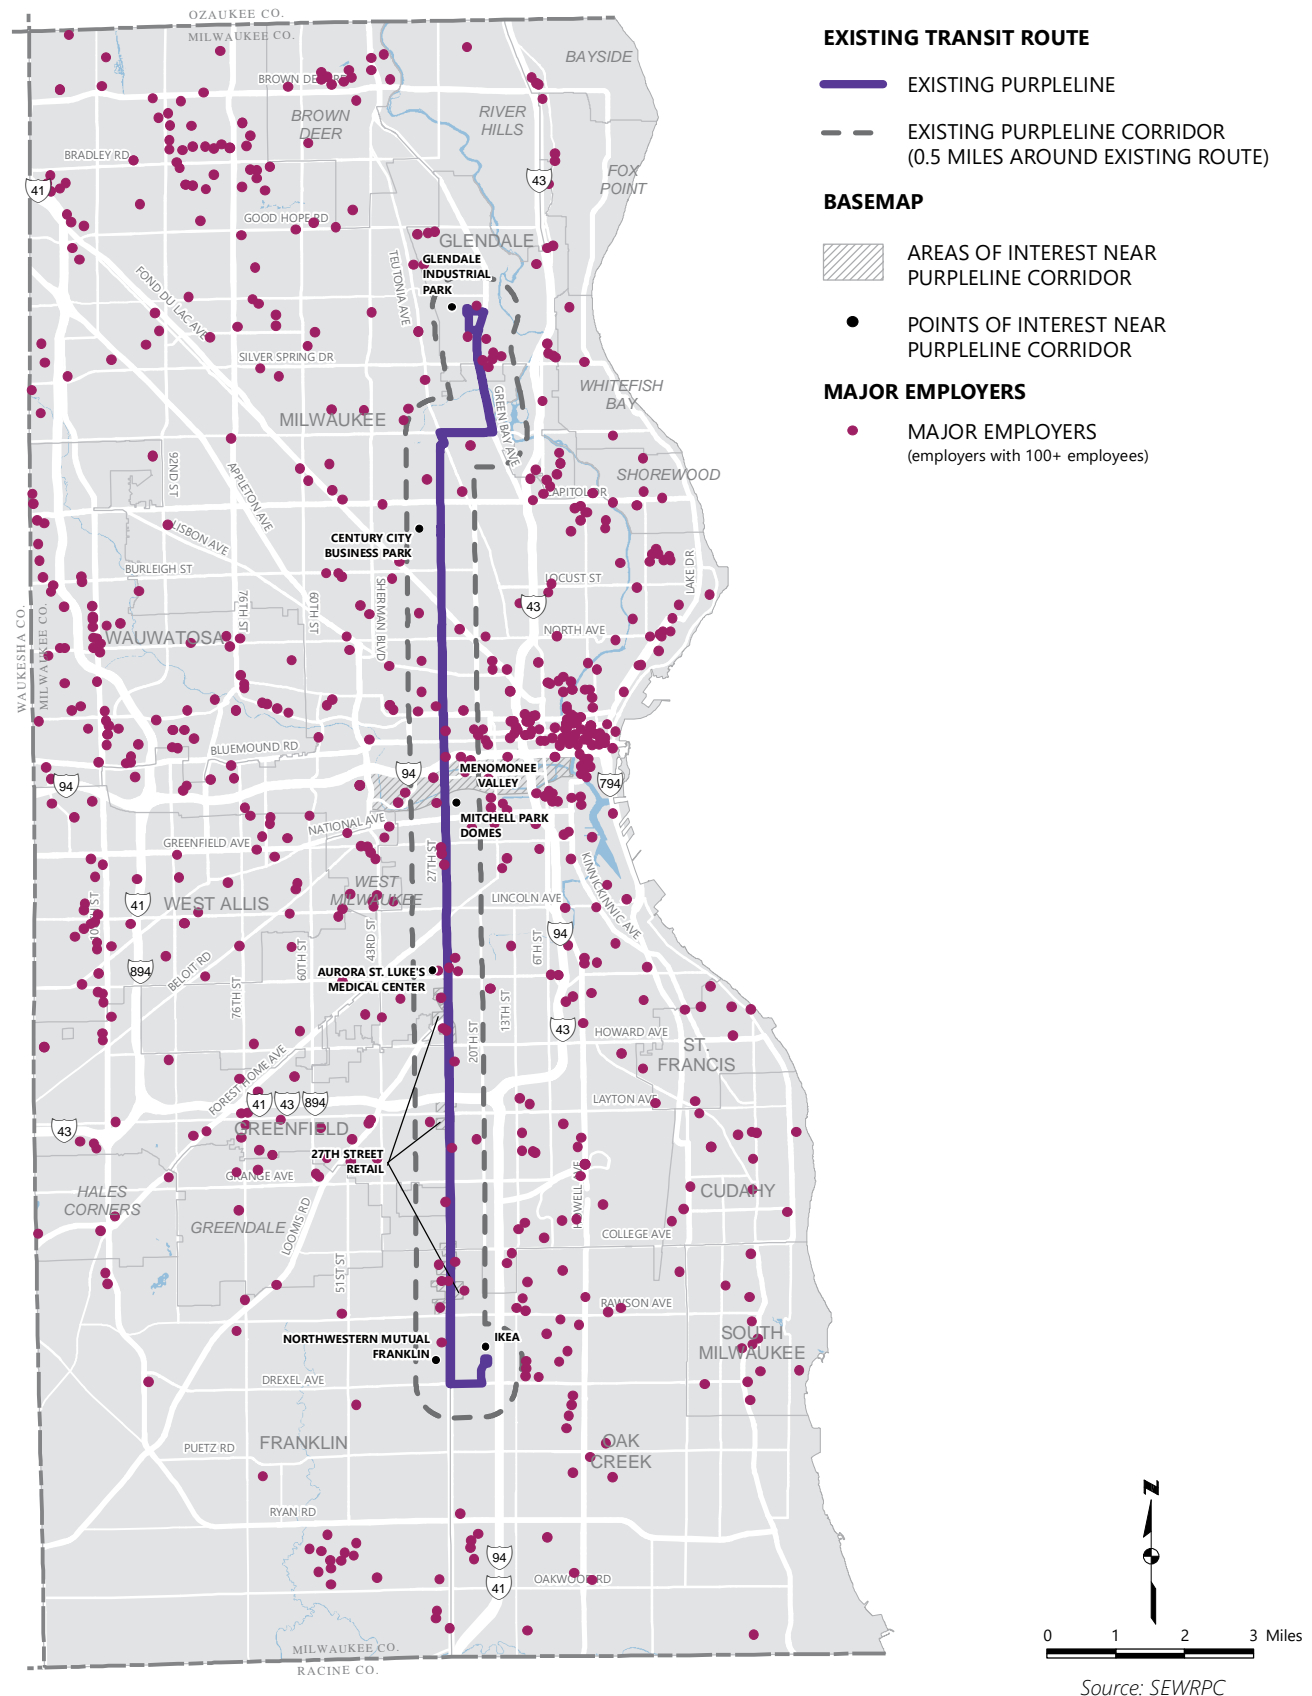 OZAUKEE CO.
MILWAUKEE CO.
BAYSIDE
BROWN
DEER
RIVER
HILLS
BRADLEY RD
FOX
POINT
41
43
GOOD HOPE RD
GLENDALE
GLENDALE
INDUSTRIAL
PARK
TEUTONIA AVE
FOND DU LAC AVE
SILVER SPRING DR
WHITEFISH
BAY
GREEN BAY AVE
MILWAUKEE
92ND ST
APPLETON AVE
SHOREWOOD
CAPITOL DR
LISBON AVE
CENTURY CITY
BUSINESS PARK
BURLEIGH ST
LOCUST ST
LAKE DR
76TH ST
60TH ST
SHERMAN BLVD
43
WAUKESHA CO.
MILWAUKEE CO.
WAUWATOSA
NORTH AVE
BLUEMOUND RD
94
94
794
MENOMONEE
VALLEY
MITCHELL PARK
DOMES
NATIONAL AVE
GREENFIELD AVE
27TH ST
KINNICKINNIC AVE
WEST
MILWAUKEE
LINCOLN AVE
41
WEST ALLIS
43RD ST
6TH ST
94
60TH ST
BELOIT RD
894
76TH ST
AURORA ST. LUKE'S
MEDICAL CENTER
13TH ST
20TH ST
43
HOWARD AVE
ST.
FRANCIS
FOREST HOME AVE
41
43
894
LAYTON AVE
43
GREENFIELD
27TH STREET
RETAIL
GRANGE AVE
HALES
CORNERS
GREENDALE
LOOMIS RD
HOWELL AVE
CUDAHY
COLLEGE AVE
51ST ST
RAWSON AVE
NORTHWESTERN MUTUAL
FRANKLIN
IKEA
SOUTH
MILWAUKEE
DREXEL AVE
PUETZ RD
FRANKLIN
OAK
CREEK
RYAN RD
94
41
OAKWOOD RD
MILWAUKEE CO.
RACINE CO.
EXISTING TRANSIT ROUTE
EXISTING PURPLELINE
EXISTING PURPLELINE CORRIDOR
(0.5 MILES AROUND EXISTING ROUTE)
BASEMAP
AREAS OF INTEREST NEAR
PURPLELINE CORRIDOR
POINTS OF INTEREST NEAR
PURPLELINE CORRIDOR
MAJOR EMPLOYERS
MAJOR EMPLOYERS
(employers with 100+ employees)
N
0 1 2 3 Miles
Source: SEWRPC